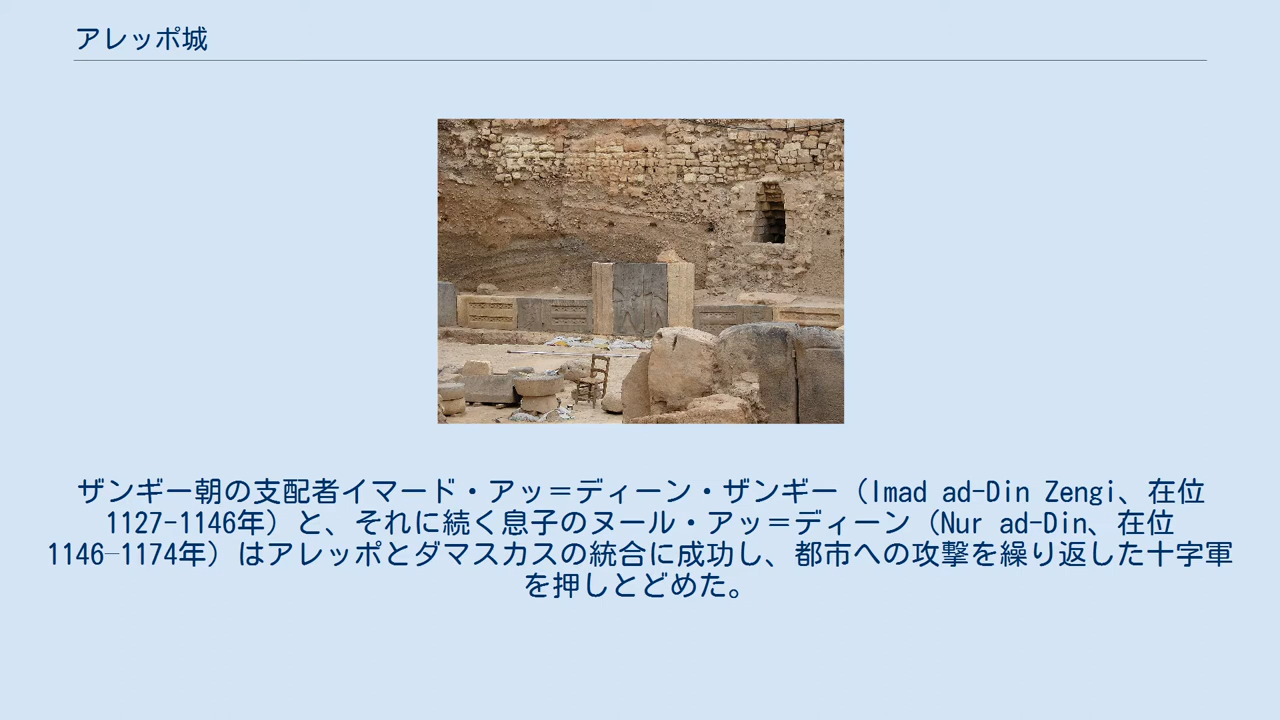 アレッポ城
ザンギー朝の支配者イマード・アッ＝ディーン・ザンギー（Imad ad-Din Zengi、在位
1127-1146年）と、それに続く息子のヌール・アッ＝ディーン（Nur ad-Din、在位
1146–1174年）はアレッポとダマスカスの統合に成功し、都市への攻撃を繰り返した十字軍
を押しとどめた。